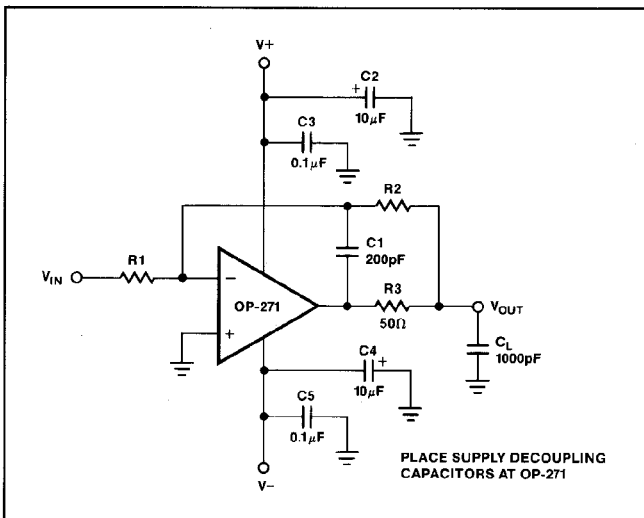 V+
+
C2
10µF
C3
0.1µF
R2
C1
200pF
R1
VIN
−
OP-271
+
R3
50Ω
VOUT
CL
1000pF
C4
+
10µF
C5
0.1µF
V−
PLACE SUPPLY DECOUPLING
CAPACITORS AT OP-271